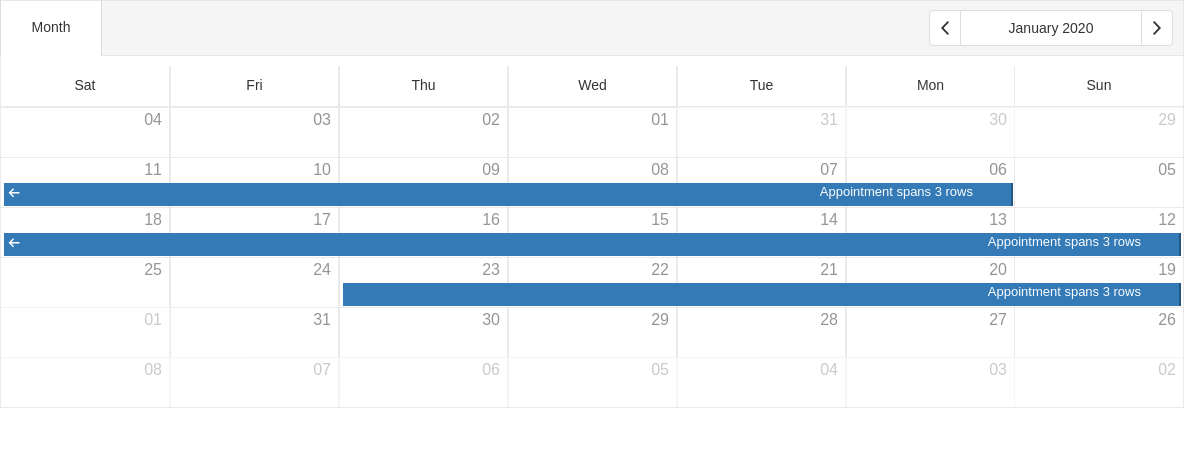 Month
January 2020
Sat Fri Thu Wed Tue Mon Sun
04 03 02 01 31 30 29
11 10 09 08 07 06 05
Appointment spans 3 rows
18 17 16 15 14 13 12
Appointment spans 3 rows
25 24 23 22 21 20 19
Appointment spans 3 rows
01 31 30 29 28 27 26
08 07 06 05 04 03 02